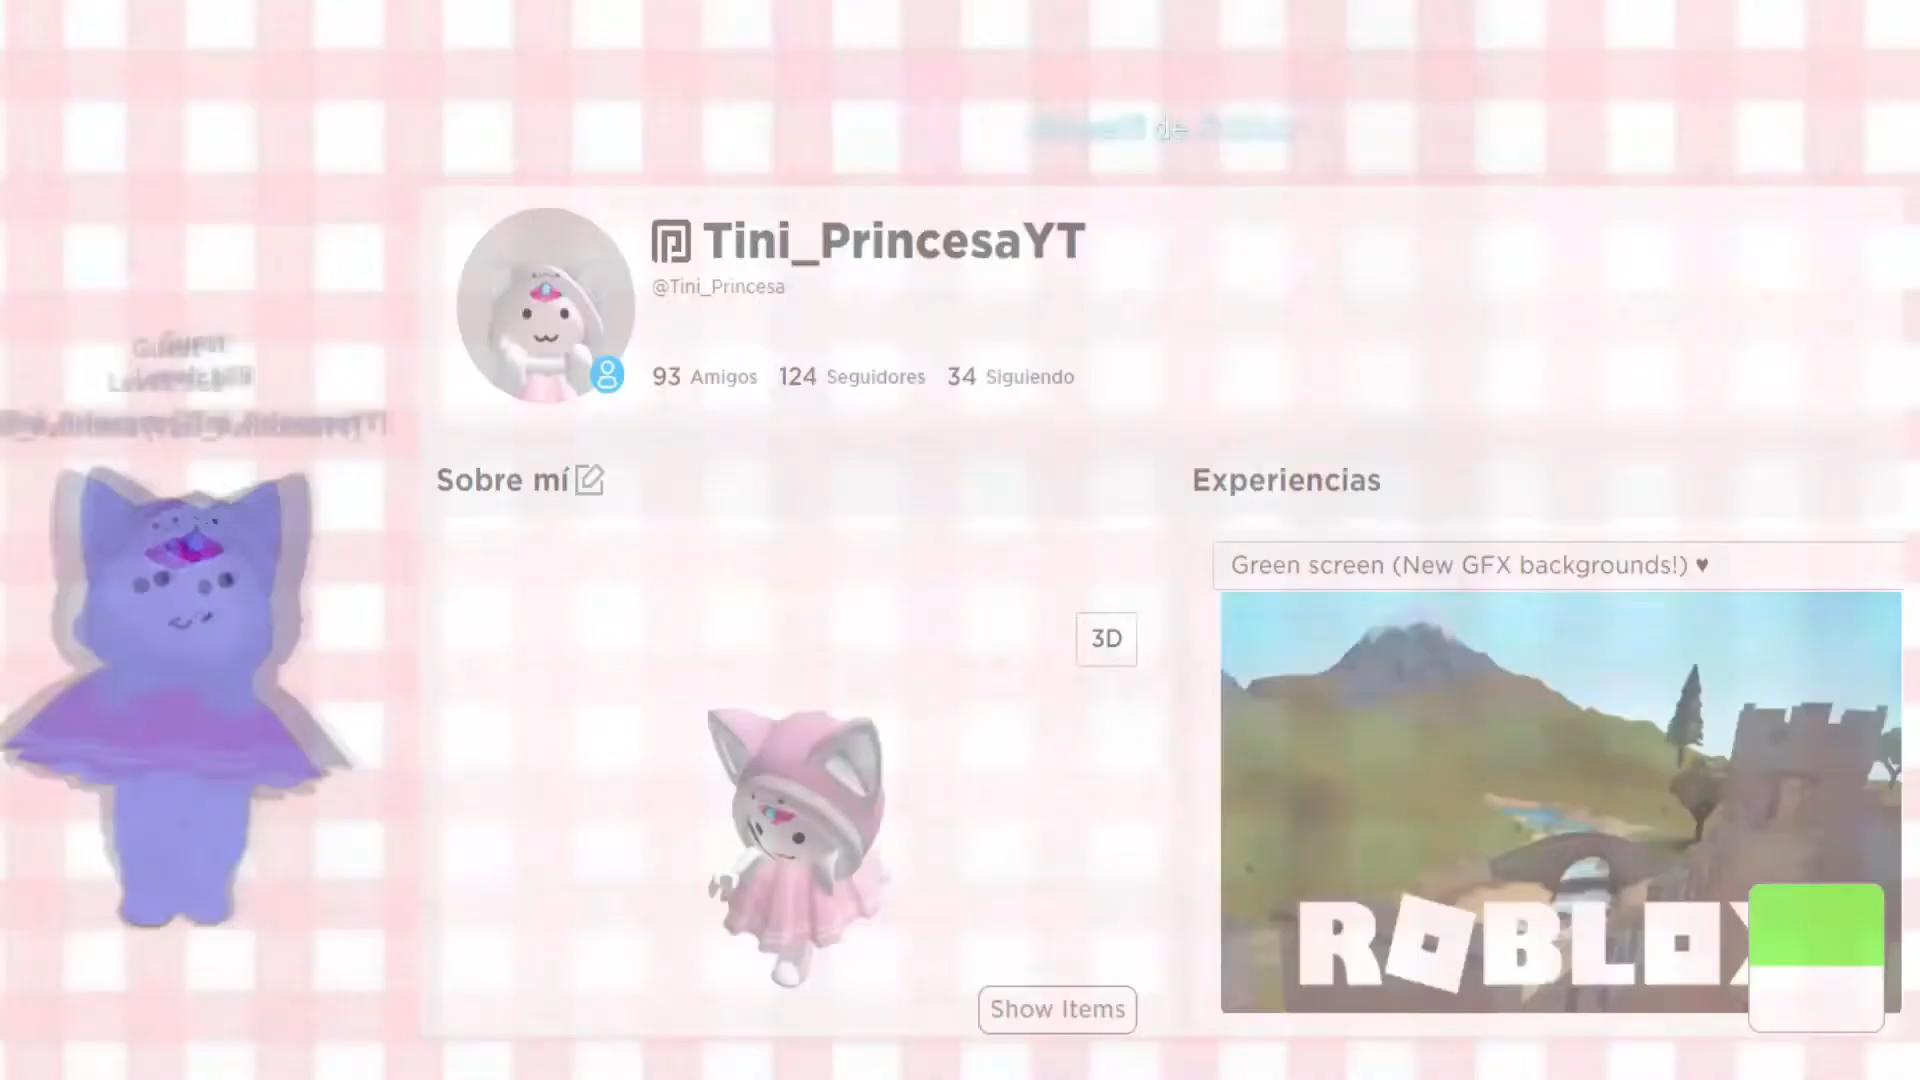 de
Tini_PrincesaYT
@Tini_Princesa
93 Amigos 124 Seguidores 34 Siguiendo
Sobre mí
Experiencias
Green screen (New GFX backgrounds!) ♥
3D
ROBLOX
Show Items